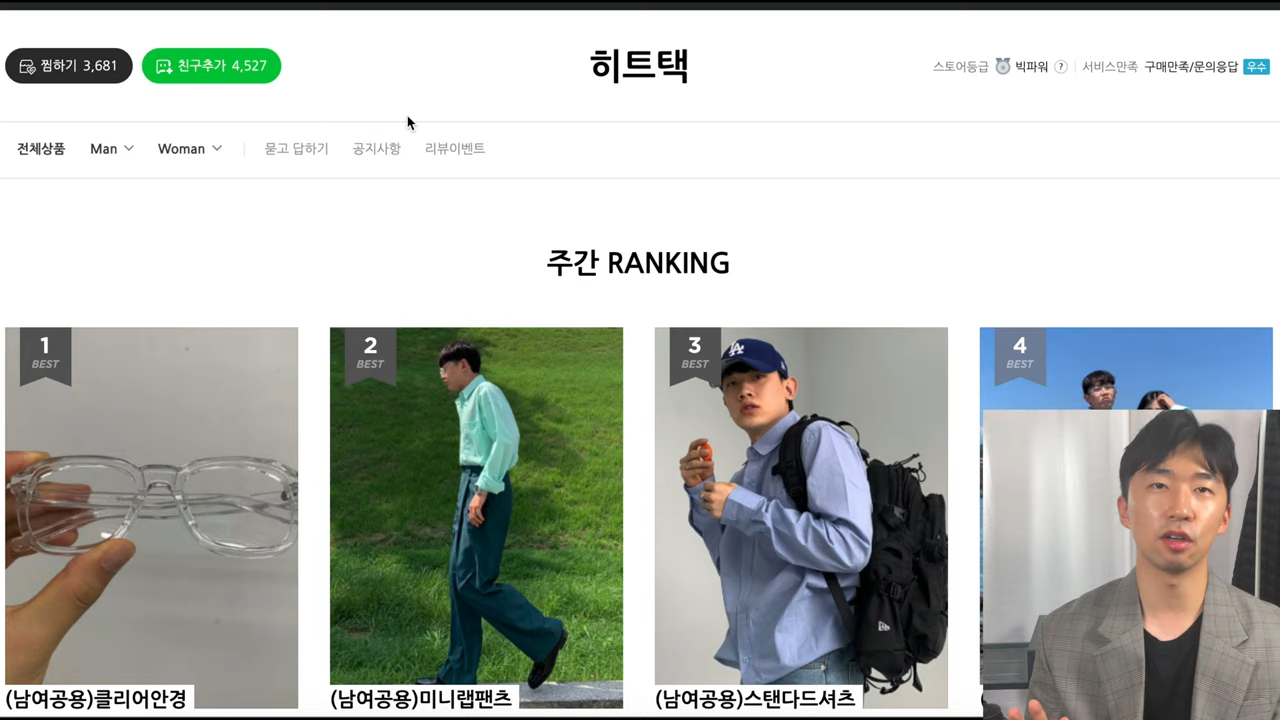 찜하기 3,681
친구추가 4,527
히트택
스토어등급 빅파워 ? 서비스만족 구매만족/문의응답 우수
전체상품 Man Woman 묻고 답하기 공지사항 리뷰이벤트
주간 RANKING
1 BEST
2 BEST
3 BEST
4 BEST
LA
(남여공용)클리어안경
(남여공용)미니랩팬츠
(남여공용)스탠다드셔츠